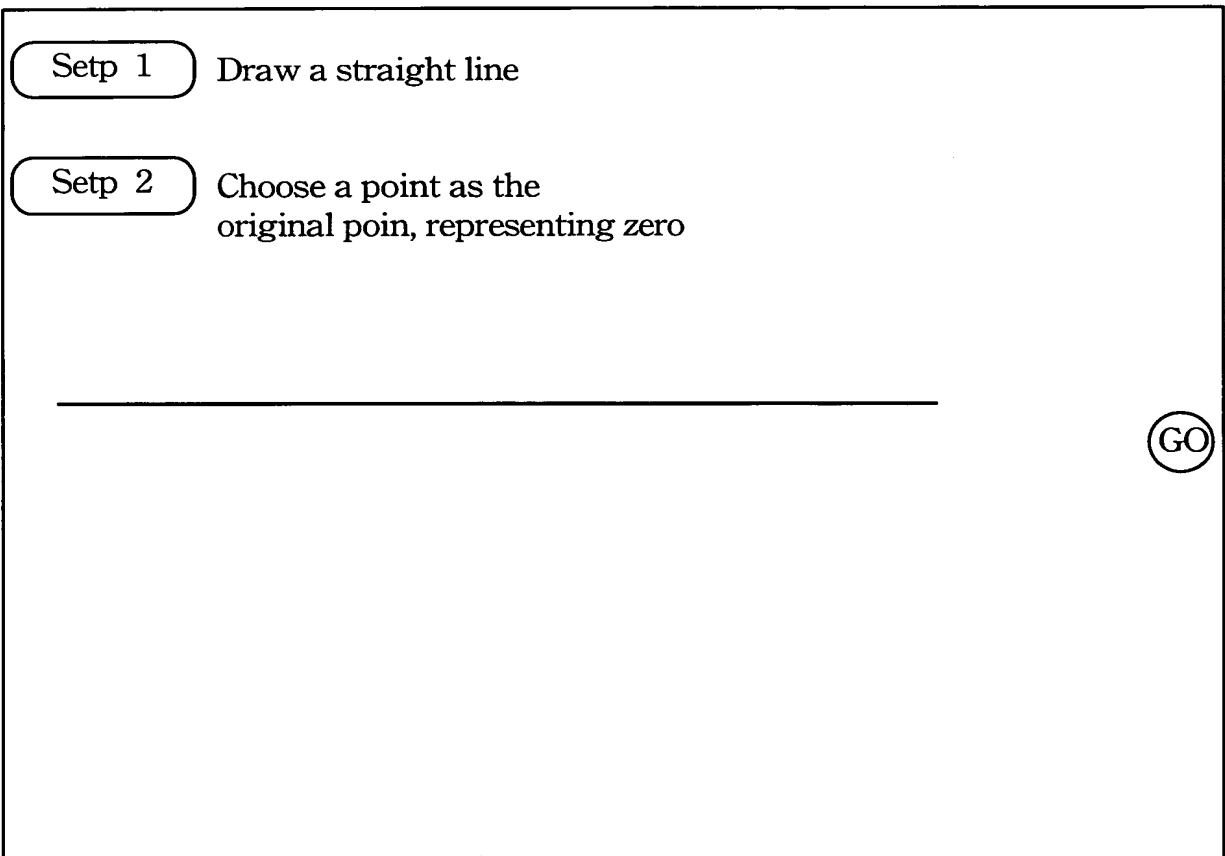 Setp 1 Draw a straight line
Setp 2 Choose a point as the
original poin, representing zero
GO